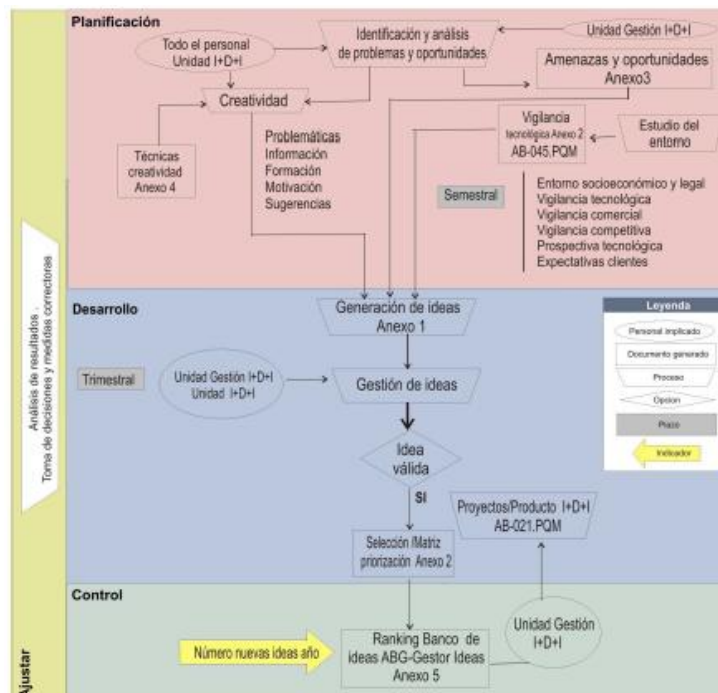 Planificación
Todo el personal
Unidad I+D+I
Identificación y análisis
de problemas y oportunidades
Unidad Gestión I+D+I
Amenazas y oportunidades
Anexo3
Creatividad
Técnicas
creatividad
Anexo 4
Problemáticas
Información
Formación
Motivación
Sugerencias
Vigilancia
tecnológica Anexo 2
AB-045.PQM
Estudio del
entorno
Semestral
Entorno socioeconómico y legal
Vigilancia tecnológica
Vigilancia comercial
Vigilancia competitiva
Prospectiva tecnológica
Expectativas clientes
Análisis de resultados -
Toma de decisiones y medidas correctoras
Ajustar
Desarrollo
Generación de ideas
Anexo 1
Trimestral
Unidad Gestión I+D+I
Unidad I+D+I
Gestión de ideas
Idea
válida
SI
Selección /Matriz
priorización Anexo 2
Proyectos/Producto I+D+I
AB-021.PQM
Leyenda
Personal implicado
Documento generado
Proceso
Opcion
Plazo
Indicador
Control
Número nuevas ideas año
Ranking Banco de
ideas ABG-Gestor Ideas
Anexo 5
Unidad Gestión
I+D+I